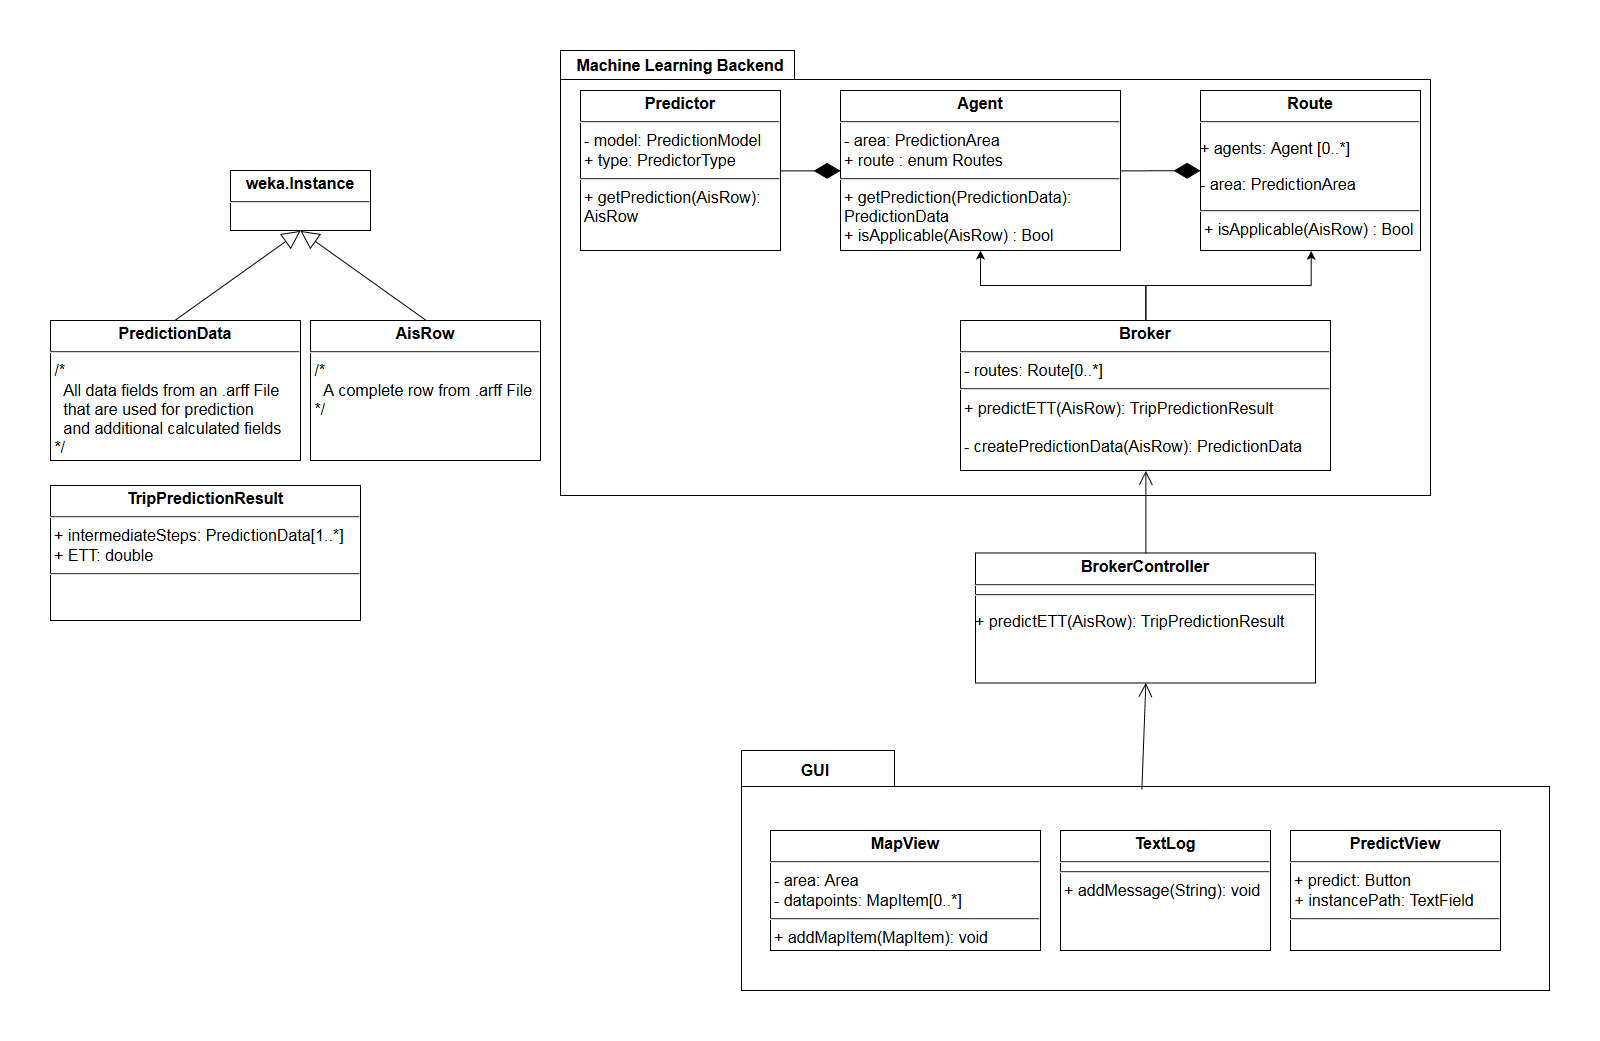 Machine Learning Backend
Predictor
- model: PredictionModel
+ type: PredictorType
+ getPrediction(AisRow):
AisRow
Agent
- area: PredictionArea
+ route : enum Routes
+ getPrediction(PredictionData):
PredictionData
+ isApplicable(AisRow) : Bool
Route
+ agents: Agent [0..*]
- area: PredictionArea
+ isApplicable(AisRow) : Bool
weka.Instance
PredictionData
/*
All data fields from an .arff File
that are used for prediction
and additional calculated fields
*/
AisRow
/*
A complete row from .arff File
*/
Broker
- routes: Route[0..*]
+ predictETT(AisRow): TripPredictionResult
- createPredictionData(AisRow): PredictionData
TripPredictionResult
+ intermediateSteps: PredictionData[1..*]
+ ETT: double
BrokerController
+ predictETT(AisRow): TripPredictionResult
GUI
MapView
- area: Area
- datapoints: MapItem[0..*]
+ addMapItem(MapItem): void
TextLog
+ addMessage(String): void
PredictView
+ predict: Button
+ instancePath: TextField